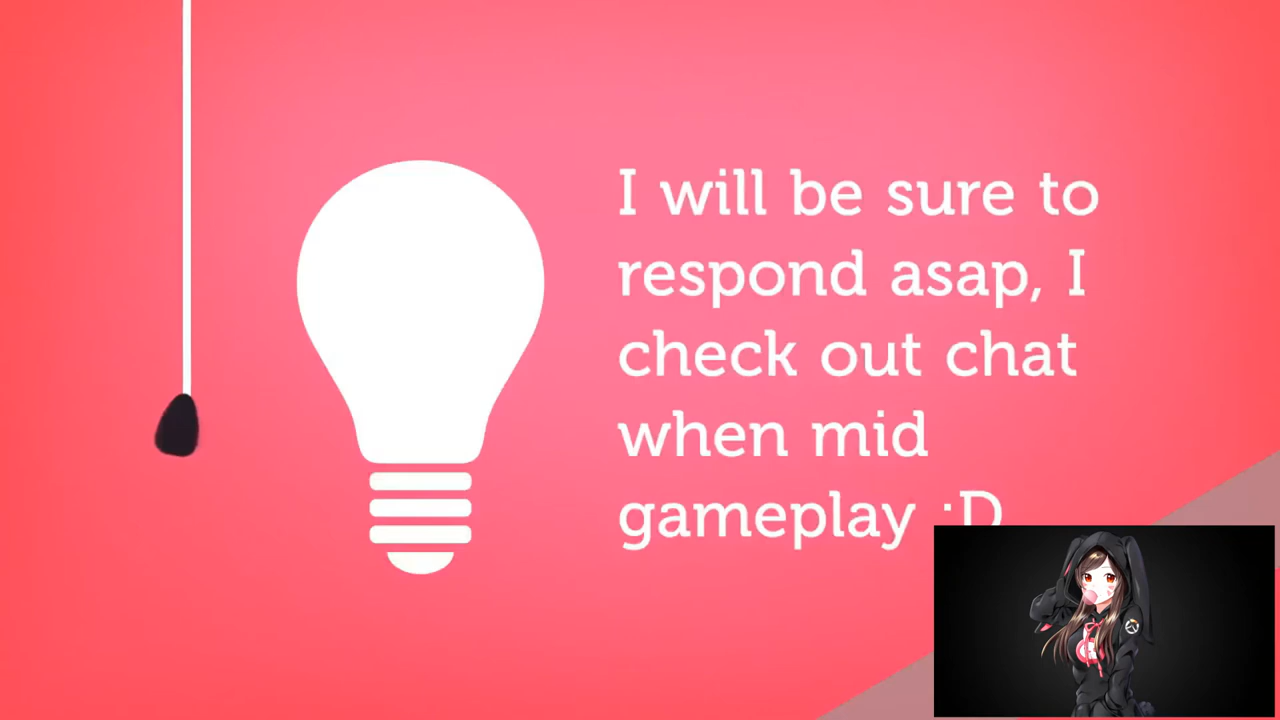 I will be sure to
respond asap, I
check out chat
when mid
gameplay :D